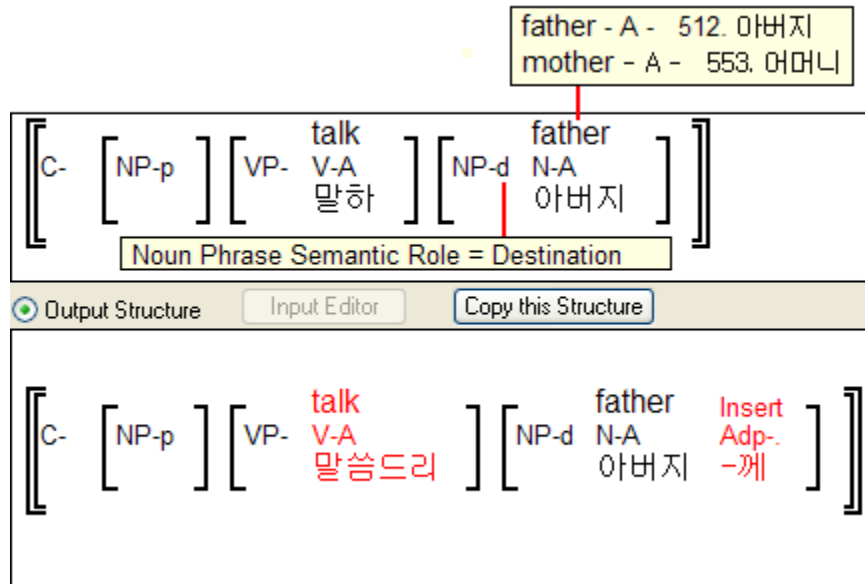 father - A - 512. 아버지
mother - A - 553. 어머니
talk father
C- NP-p VP- V-A NP-d N-A
말하 아버지
Noun Phrase Semantic Role = Destination
Output Structure Input Editor Copy this Structure
talk father Insert
C- NP-p VP- V-A NP-d N-A Adp-.
말씀드리 아버지 -께